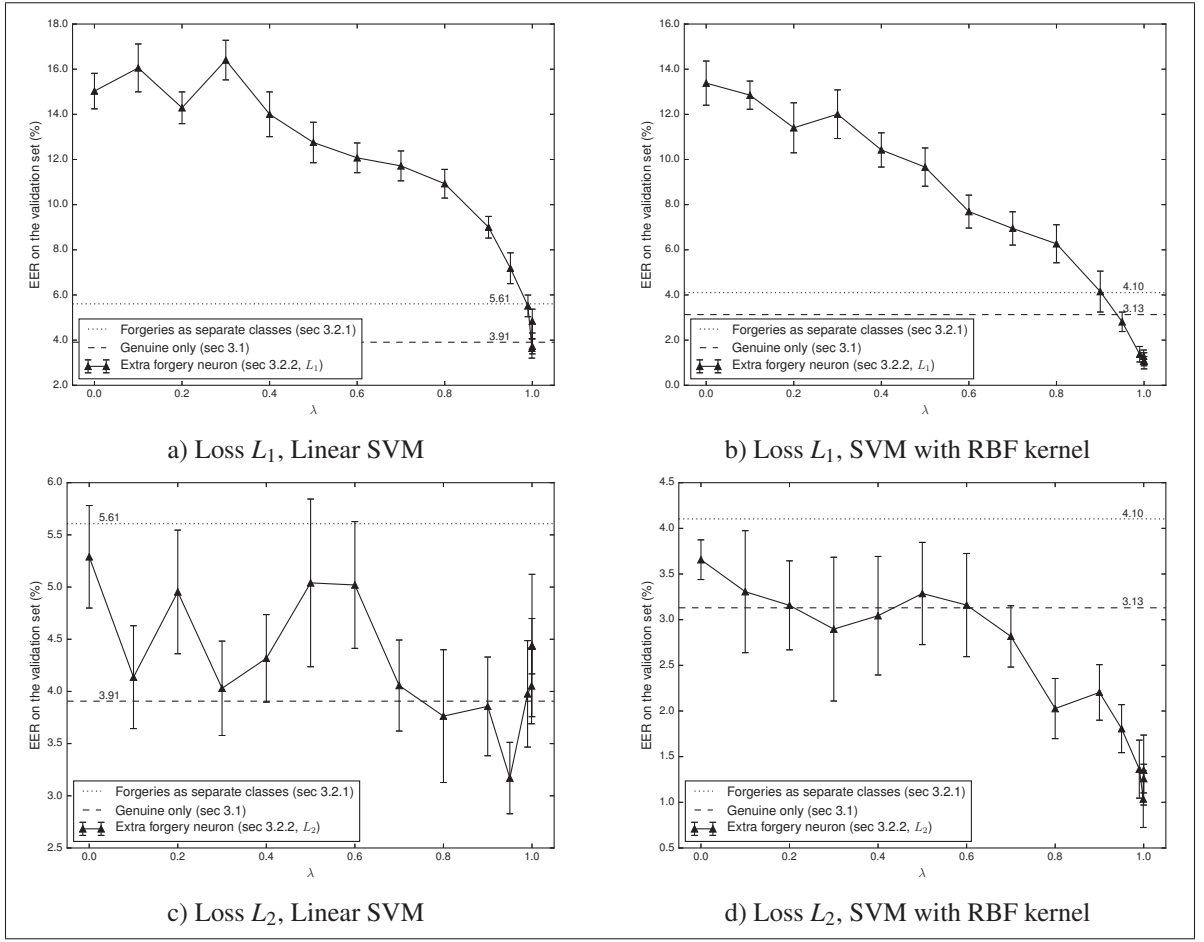 18.0
16.0
14.0
12.0
10.0
8.0
6.0
4.0
2.0
EER on the validation set (%)
5.61
3.91
Forgeries as separate classes (sec 3.2.1)
Genuine only (sec 3.1)
Extra forgery neuron (sec 3.2.2, L₁)
0.0 0.2 0.4 0.6 0.8 1.0
λ
a) Loss L₁, Linear SVM
16.0
14.0
12.0
10.0
8.0
6.0
4.0
2.0
0.0
EER on the validation set (%)
4.10
3.13
Forgeries as separate classes (sec 3.2.1)
Genuine only (sec 3.1)
Extra forgery neuron (sec 3.2.2, L₁)
0.0 0.2 0.4 0.6 0.8 1.0
λ
b) Loss L₁, SVM with RBF kernel
6.0
5.5
5.0
4.5
4.0
3.5
3.0
2.5
EER on the validation set (%)
5.61
3.91
Forgeries as separate classes (sec 3.2.1)
Genuine only (sec 3.1)
Extra forgery neuron (sec 3.2.2, L₂)
0.0 0.2 0.4 0.6 0.8 1.0
λ
c) Loss L₂, Linear SVM
4.5
4.0
3.5
3.0
2.5
2.0
1.5
1.0
0.5
EER on the validation set (%)
4.10
3.13
Forgeries as separate classes (sec 3.2.1)
Genuine only (sec 3.1)
Extra forgery neuron (sec 3.2.2, L₂)
0.0 0.2 0.4 0.6 0.8 1.0
λ
d) Loss L₂, SVM with RBF kernel